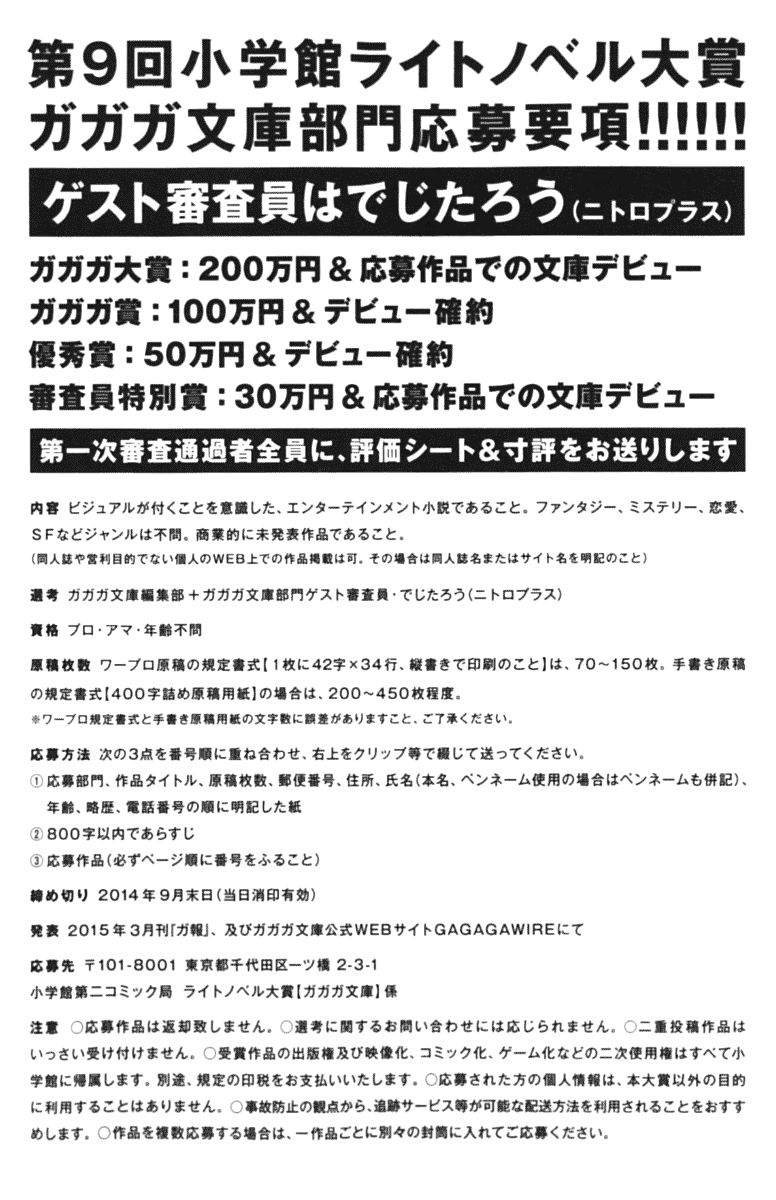 第9回小学館ライトノベル大賞
ガガガ文庫部門応募要項!!!!!!
ゲスト審査員はでじたろう(ニトロプラス)
ガガガ大賞:200万円 & 応募作品での文庫デビュー
ガガガ賞:100万円 & デビュー確約
優秀賞:50万円 & デビュー確約
審査員特別賞:30万円 & 応募作品での文庫デビュー
第一次審査通過者全員に、評価シート&寸評をお送りします
内容 ビジュアルが付くことを意識した、エンターテインメント小説であること。ファンタジー、ミステリー、恋愛、
SFなどジャンルは不問。商業的に未発表作品であること。
(同人誌や営利目的でない個人のWEB上での作品掲載は可。その場合は同人誌名またはサイト名を明記のこと)
選考 ガガガ文庫編集部+ガガガ文庫部門ゲスト審査員・でじたろう(ニトロプラス)
資格 プロ・アマ・年齢不問
原稿枚数 ワープロ原稿の規定書式【1枚に42字×34行、縦書きで印刷のこと】は、70〜150枚。手書き原稿
の規定書式【400字詰め原稿用紙】の場合は、200〜450枚程度。
※ワープロ規定書式と手書き原稿用紙の文字数に誤差がありますこと、ご了承ください。
応募方法 次の3点を番号順に重ね合わせ、右上をクリップ等で綴じて送ってください。
①応募部門、作品タイトル、原稿枚数、郵便番号、住所、氏名(本名、ペンネーム使用の場合はペンネームも併記)、
年齢、略歴、電話番号の順に明記した紙
②800字以内であらすじ
③応募作品(必ずページ順に番号をふること)
締め切り 2014年9月末日(当日消印有効)
発表 2015年3月刊『ガ報』、及びガガガ文庫公式WEBサイトGAGAGAWIREにて
応募先 〒101-8001 東京都千代田区一ツ橋 2-3-1
小学館第二コミック局 ライトノベル大賞【ガガガ文庫】係
注意 ○応募作品は返却致しません。○選考に関するお問い合わせには応じられません。○二重投稿作品は
いっさい受け付けません。○受賞作品の出版権及び映像化、コミック化、ゲーム化などの二次使用権はすべて小
学館に帰属します。別途、規定の印税をお支払いいたします。○応募された方の個人情報は、本大賞以外の目的
に利用することはありません。○事故防止の観点から、追跡サービス等が可能な配送方法を利用されることをおすす
めします。○作品を複数応募する場合は、一作品ごとに別々の封筒に入れてご応募ください。